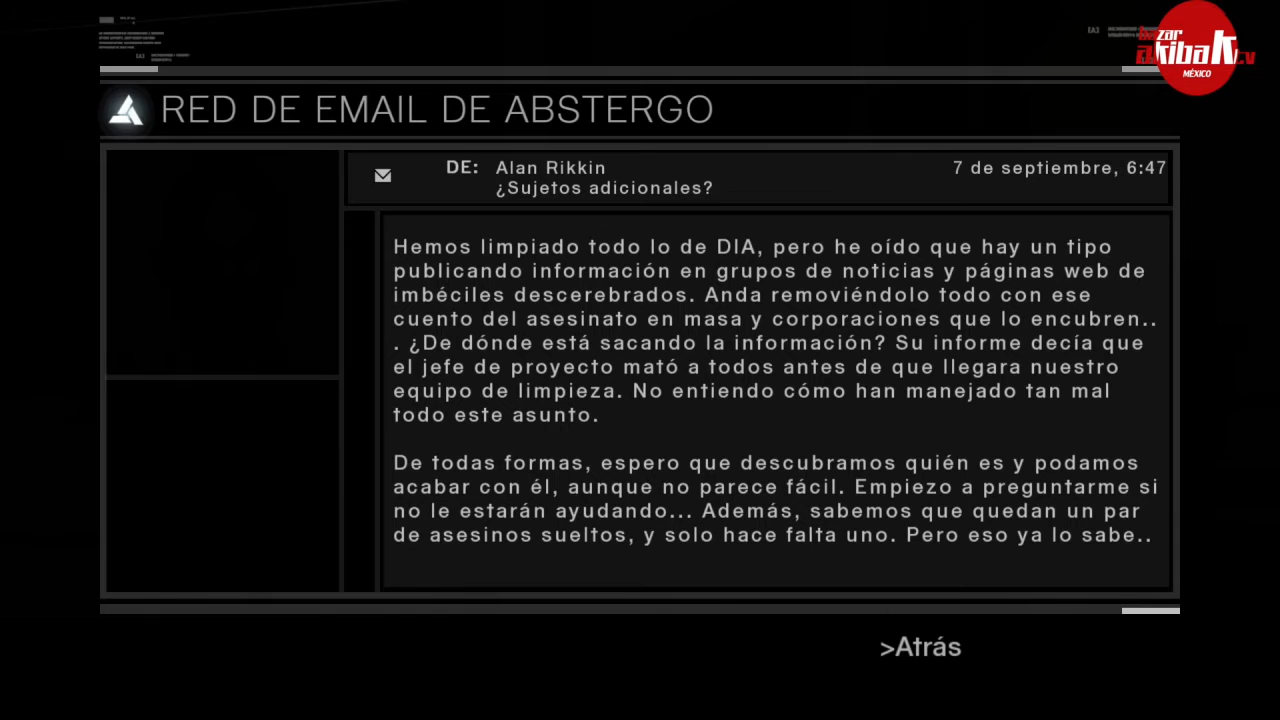 bazar
akibaK.tv
MÉXICO
RED DE EMAIL DE ABSTERGO
DE: Alan Rikkin 7 de septiembre, 6:47
¿Sujetos adicionales?
Hemos limpiado todo lo de DIA, pero he oído que hay un tipo
publicando información en grupos de noticias y páginas web de
imbéciles descerebrados. Anda removiéndolo todo con ese
cuento del asesinato en masa y corporaciones que lo encubren..
. ¿De dónde está sacando la información? Su informe decía que
el jefe de proyecto mató a todos antes de que llegara nuestro
equipo de limpieza. No entiendo cómo han manejado tan mal
todo este asunto.
De todas formas, espero que descubramos quién es y podamos
acabar con él, aunque no parece fácil. Empiezo a preguntarme si
no le estarán ayudando... Además, sabemos que quedan un par
de asesinos sueltos, y solo hace falta uno. Pero eso ya lo sabe..
>Atrás